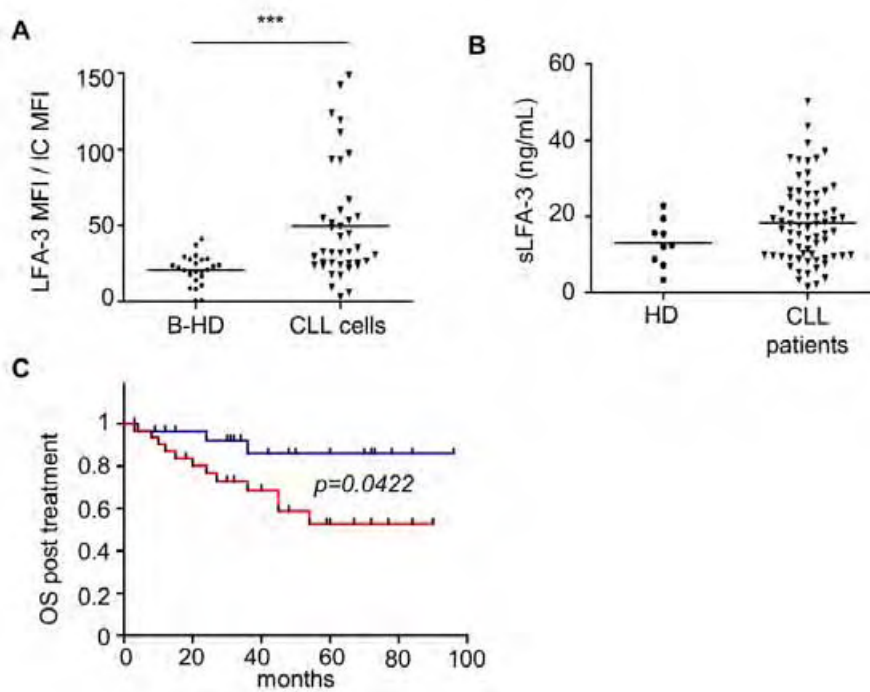 A
***
LFA-3 MFI / IC MFI
150
100
50
0
B-HD
CLL cells
B
sLFA-3 (ng/mL)
60
40
20
0
HD
CLL
patients
C
OS post treatment
1
0.8
0.6
0.4
0.2
0
p=0.0422
0 20 40 60 80 100
months